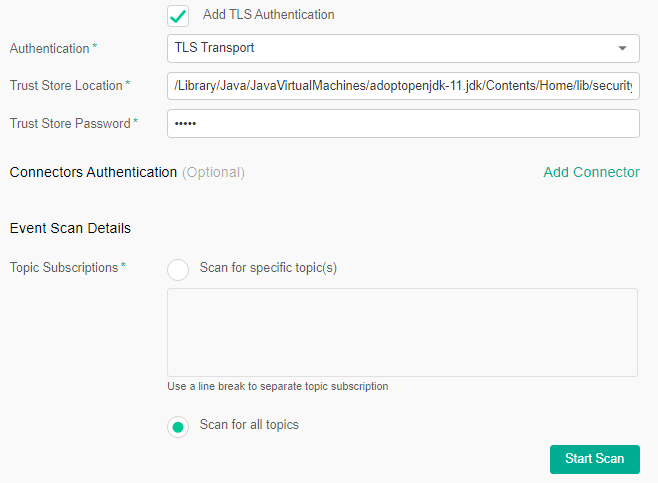 Add TLS Authentication
Authentication * TLS Transport
Trust Store Location * /Library/Java/JavaVirtualMachines/adoptopenjdk-11.jdk/Contents/Home/lib/security
Trust Store Password * •••••
Connectors Authentication (Optional) Add Connector
Event Scan Details
Topic Subscriptions * Scan for specific topic(s)
Use a line break to separate topic subscription
Scan for all topics
Start Scan